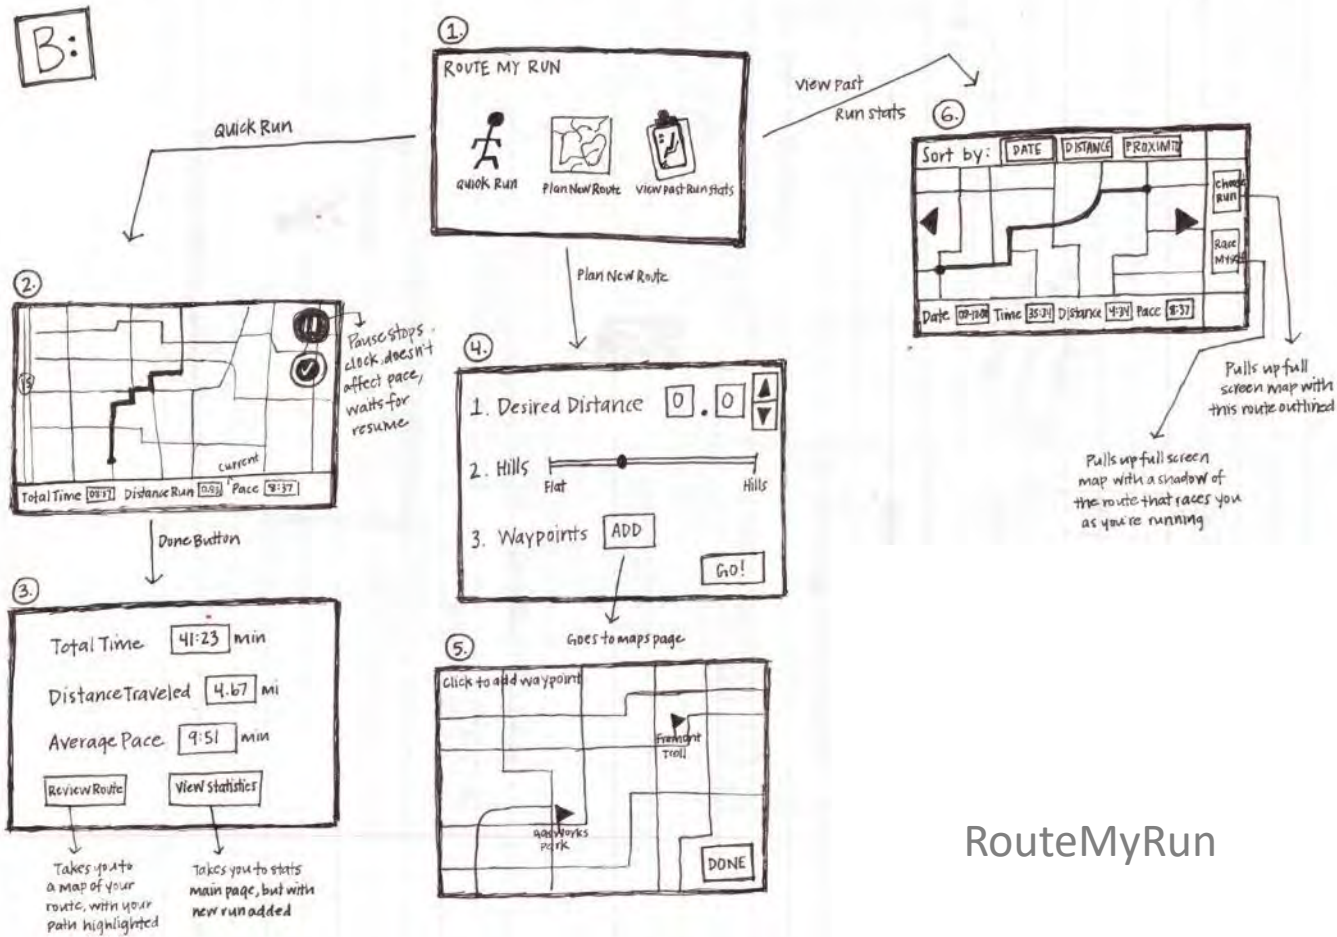 B:
1.
ROUTE MY RUN
Quick Run
Plan New Route
View Past Run Stats
Quick Run
View Past
Run Stats
Plan New Route
2.
15
Total Time
Distance Run
current
Pace 8:37
Pause stops
clock, doesn't
affect pace,
waits for
resume
Done Button
3.
Total Time 41:23 min
Distance Traveled 4.67 mi
Average Pace 9:51 min
Review Route
View Statistics
Takes you to
a map of your
route, with your
path highlighted
Takes you to stats
main page, but with
new run added
4.
1. Desired Distance 0.0
2. Hills
Flat
Hills
3. Waypoints ADD
GO!
Goes to maps page
5.
Click to add waypoint
Fremont
Troll
Gas Works
Park
DONE
6.
Sort by: DATE DISTANCE PROXIMITY
Choose
Run
Race
Myself
Date Time 35:24 Distance 4:34 Pace 8:37
Pulls up full
screen map with
this route outlined
Pulls up full screen
map with a shadow of
the route that races you
as you're running
RouteMyRun